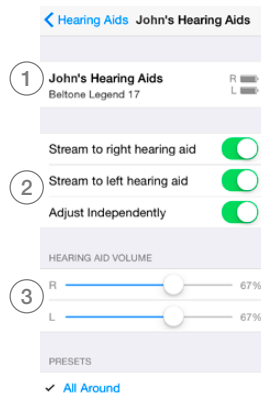 Hearing Aids John's Hearing Aids
1
John's Hearing Aids R
Beltone Legend 17 L
Stream to right hearing aid
2
Stream to left hearing aid
Adjust Independently
HEARING AID VOLUME
3
R 67%
L 67%
PRESETS
✓ All Around